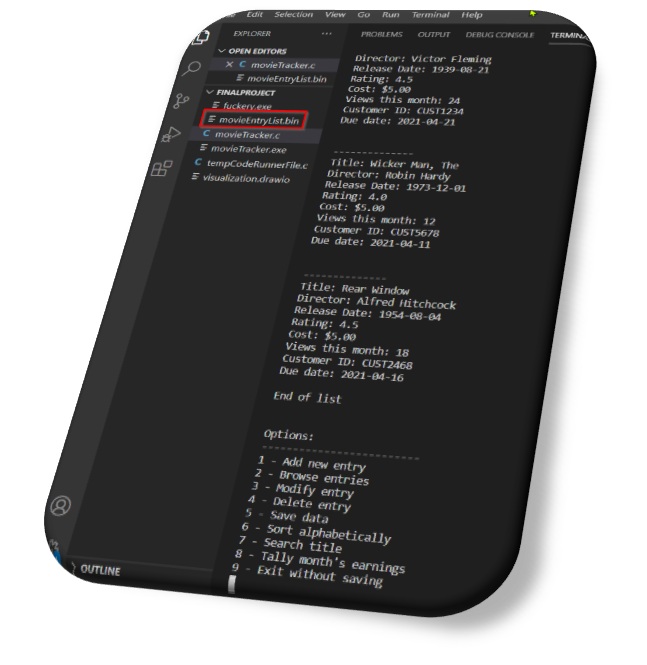 Edit Selection View Go Run Terminal Help
EXPLORER ···
OPEN EDITORS
× C movieTracker.c
movieEntryList.bin
FINALPROJECT
fuckery.exe
movieEntryList.bin
C movieTracker.c
movieTracker.exe
C tempCodeRunnerFile.c
visualization.drawio
OUTLINE
PROBLEMS OUTPUT DEBUG CONSOLE
Director: Victor Fleming
Release Date: 1939-08-21
Rating: 4.5
Cost: $5.00
Views this month: 24
Customer ID: CUST1234
Due date: 2021-04-21
--------------
Title: Wicker Man, The
Director: Robin Hardy
Release Date: 1973-12-01
Rating: 4.0
Cost: $5.00
Views this month: 12
Customer ID: CUST5678
Due date: 2021-04-11
--------------
Title: Rear Window
Director: Alfred Hitchcock
Release Date: 1954-08-04
Rating: 4.5
Cost: $5.00
Views this month: 18
Customer ID: CUST2468
Due date: 2021-04-16
End of list
Options:
--------------------------
1 - Add new entry
2 - Browse entries
3 - Modify entry
4 - Delete entry
5 - Save data
6 - Sort alphabetically
7 - Search title
8 - Tally month's earnings
9 - Exit without saving